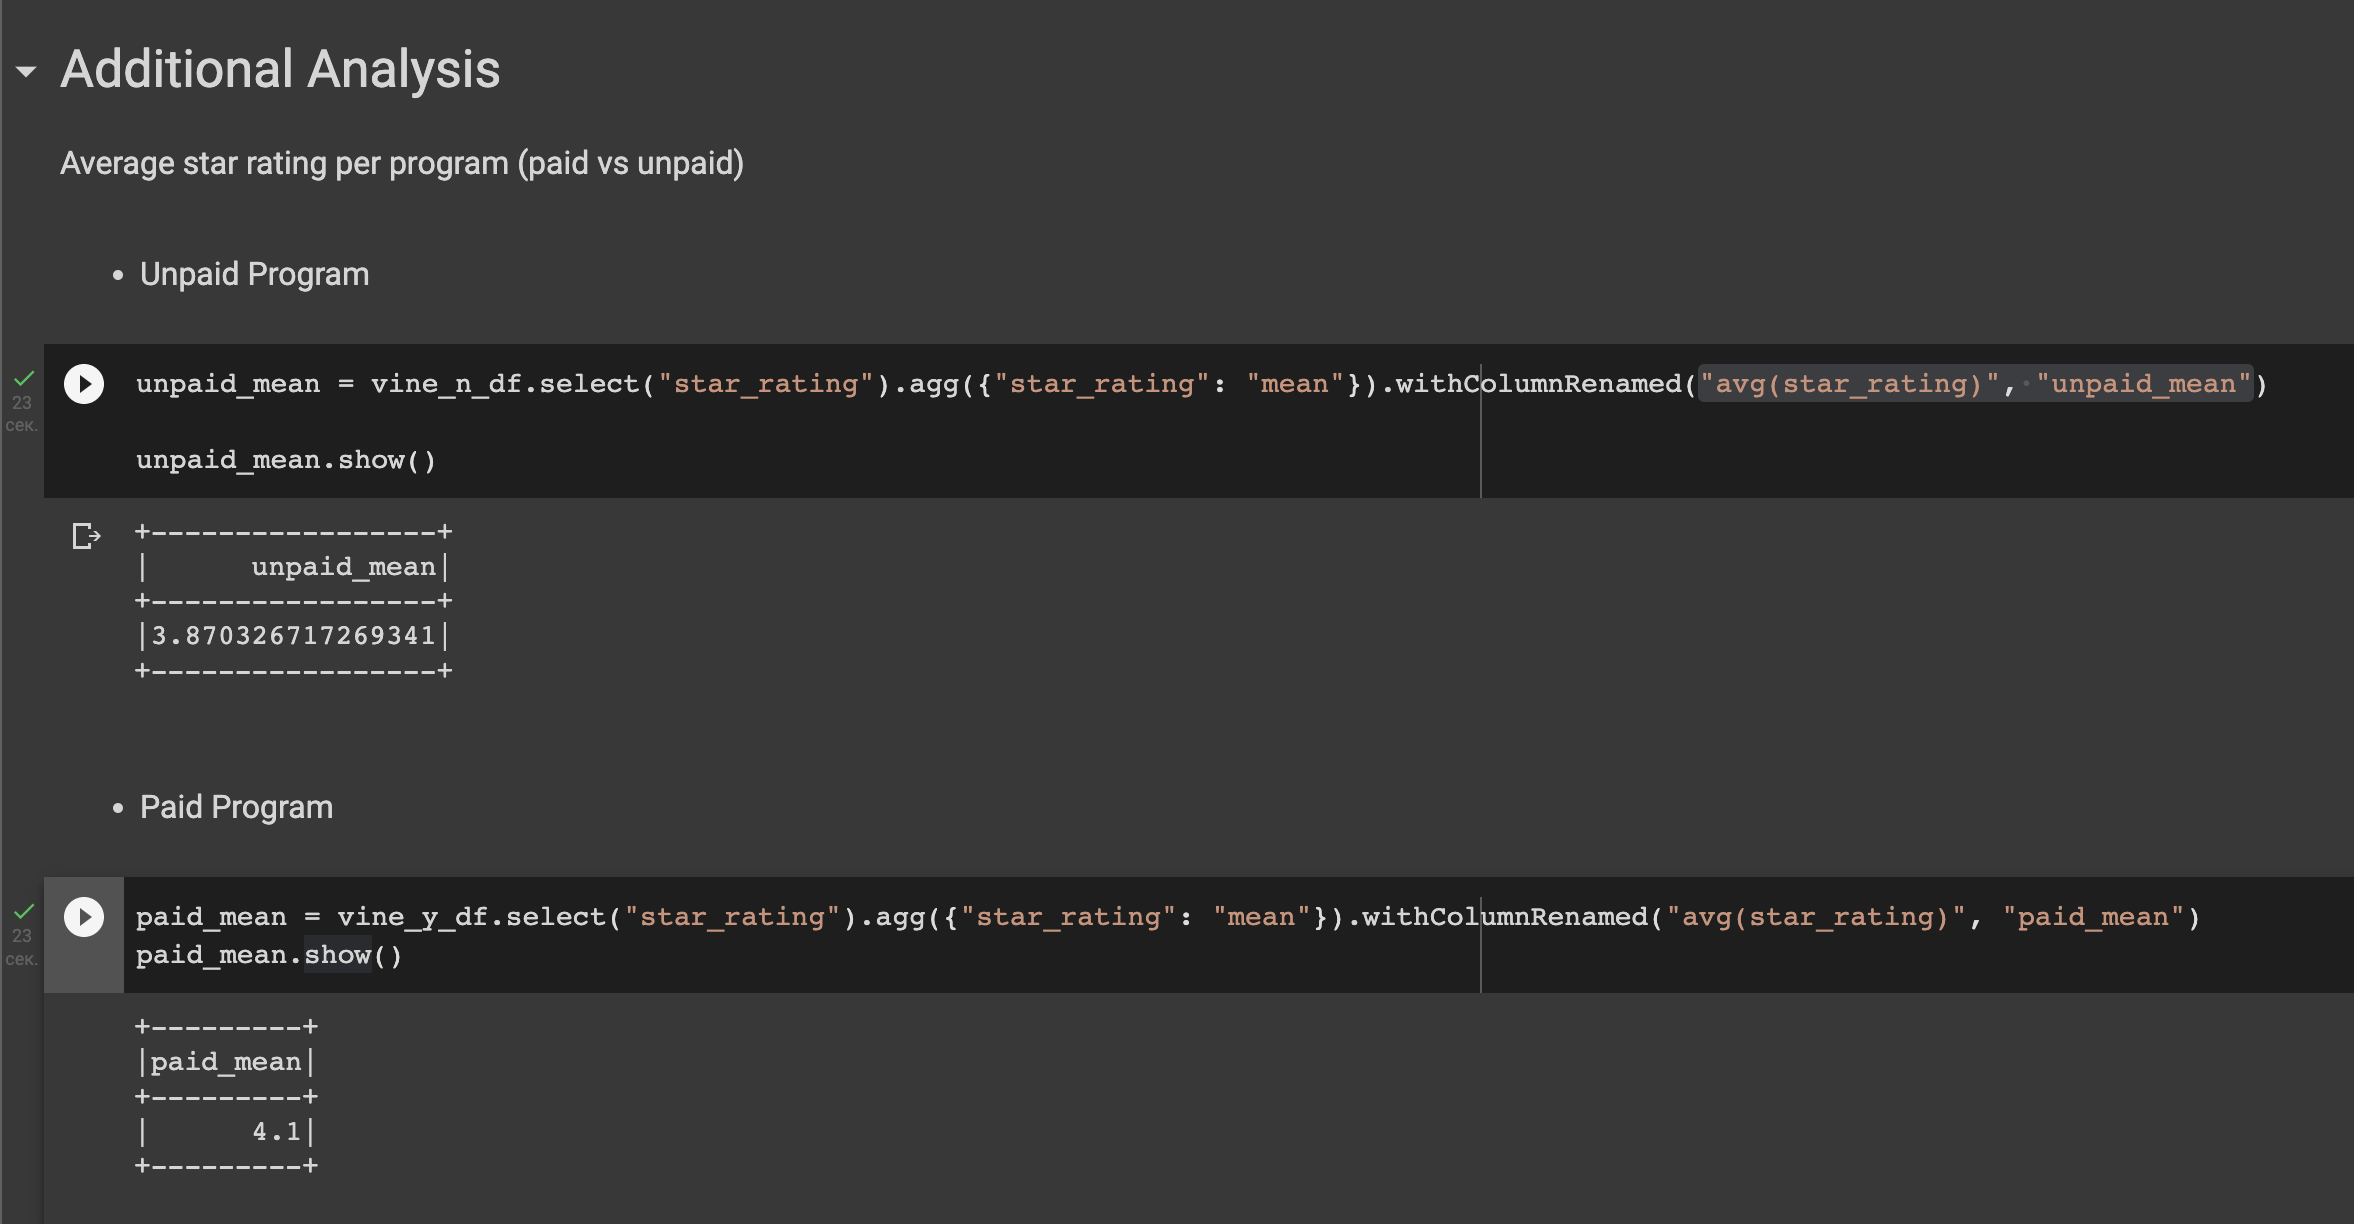 Additional Analysis
Average star rating per program (paid vs unpaid)
• Unpaid Program
23
сек.
unpaid_mean = vine_n_df.select("star_rating").agg({"star_rating": "mean"}).withColumnRenamed("avg(star_rating)", "unpaid_mean")
unpaid_mean.show()
+-----------------+
|      unpaid_mean|
+-----------------+
|3.870326717269341|
+-----------------+
• Paid Program
23
сек.
paid_mean = vine_y_df.select("star_rating").agg({"star_rating": "mean"}).withColumnRenamed("avg(star_rating)", "paid_mean")
paid_mean.show()
+---------+
|paid_mean|
+---------+
|      4.1|
+---------+